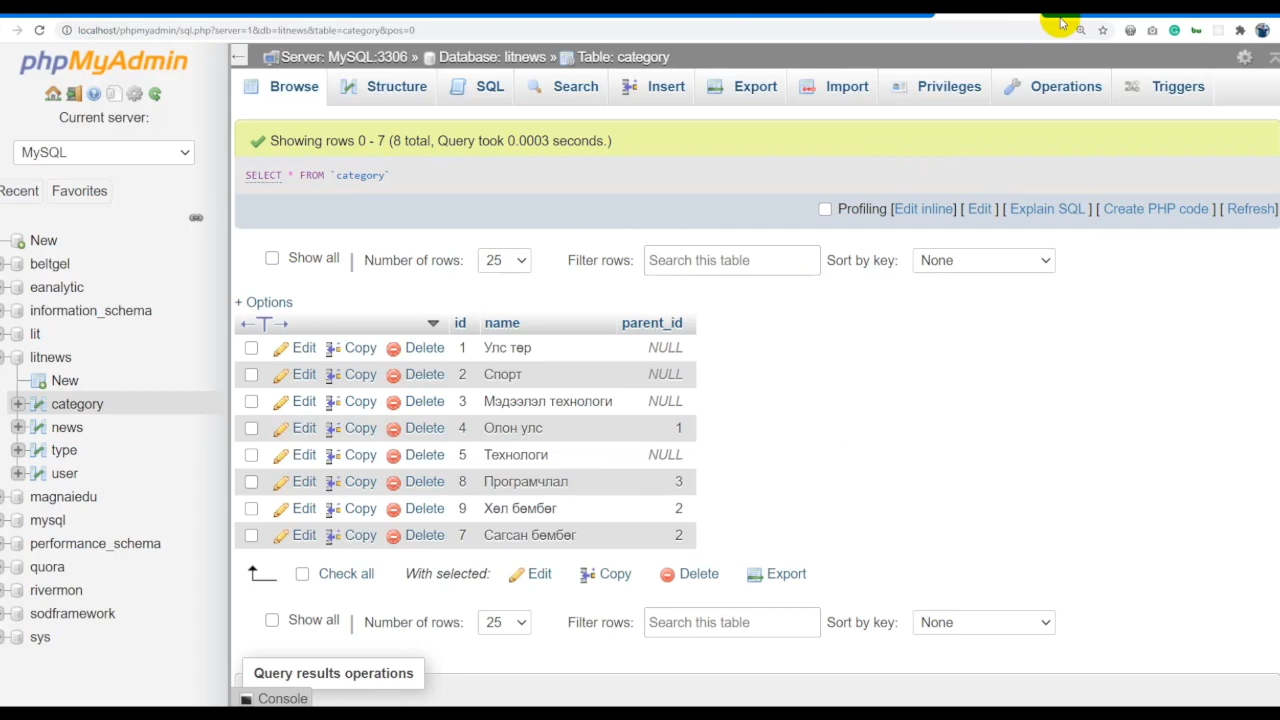 localhost/phpmyadmin/sql.php?server=1&db=litnews&table=category&pos=0
phpMyAdmin
Current server:
MySQL
Recent Favorites
New
beltgel
eanalytic
information_schema
lit
litnews
New
category
news
type
user
magnaiedu
mysql
performance_schema
quora
rivermon
sodframework
sys
Server: MySQL:3306 » Database: litnews » Table: category
Browse Structure SQL Search Insert Export Import Privileges Operations Triggers
Showing rows 0 - 7 (8 total, Query took 0.0003 seconds.)
SELECT * FROM `category`
Profiling [Edit inline] [ Edit ] [ Explain SQL ] [ Create PHP code ] [ Refresh]
Show all Number of rows: 25 Filter rows: Search this table Sort by key: None
+ Options
id name parent_id
Edit Copy Delete 1 Улс төр NULL
Edit Copy Delete 2 Спорт NULL
Edit Copy Delete 3 Мэдээлэл технологи NULL
Edit Copy Delete 4 Олон улс 1
Edit Copy Delete 5 Технологи NULL
Edit Copy Delete 8 Програмчлал 3
Edit Copy Delete 9 Хөл бөмбөг 2
Edit Copy Delete 7 Сагсан бөмбөг 2
Check all With selected: Edit Copy Delete Export
Show all Number of rows: 25 Filter rows: Search this table Sort by key: None
Query results operations
Console